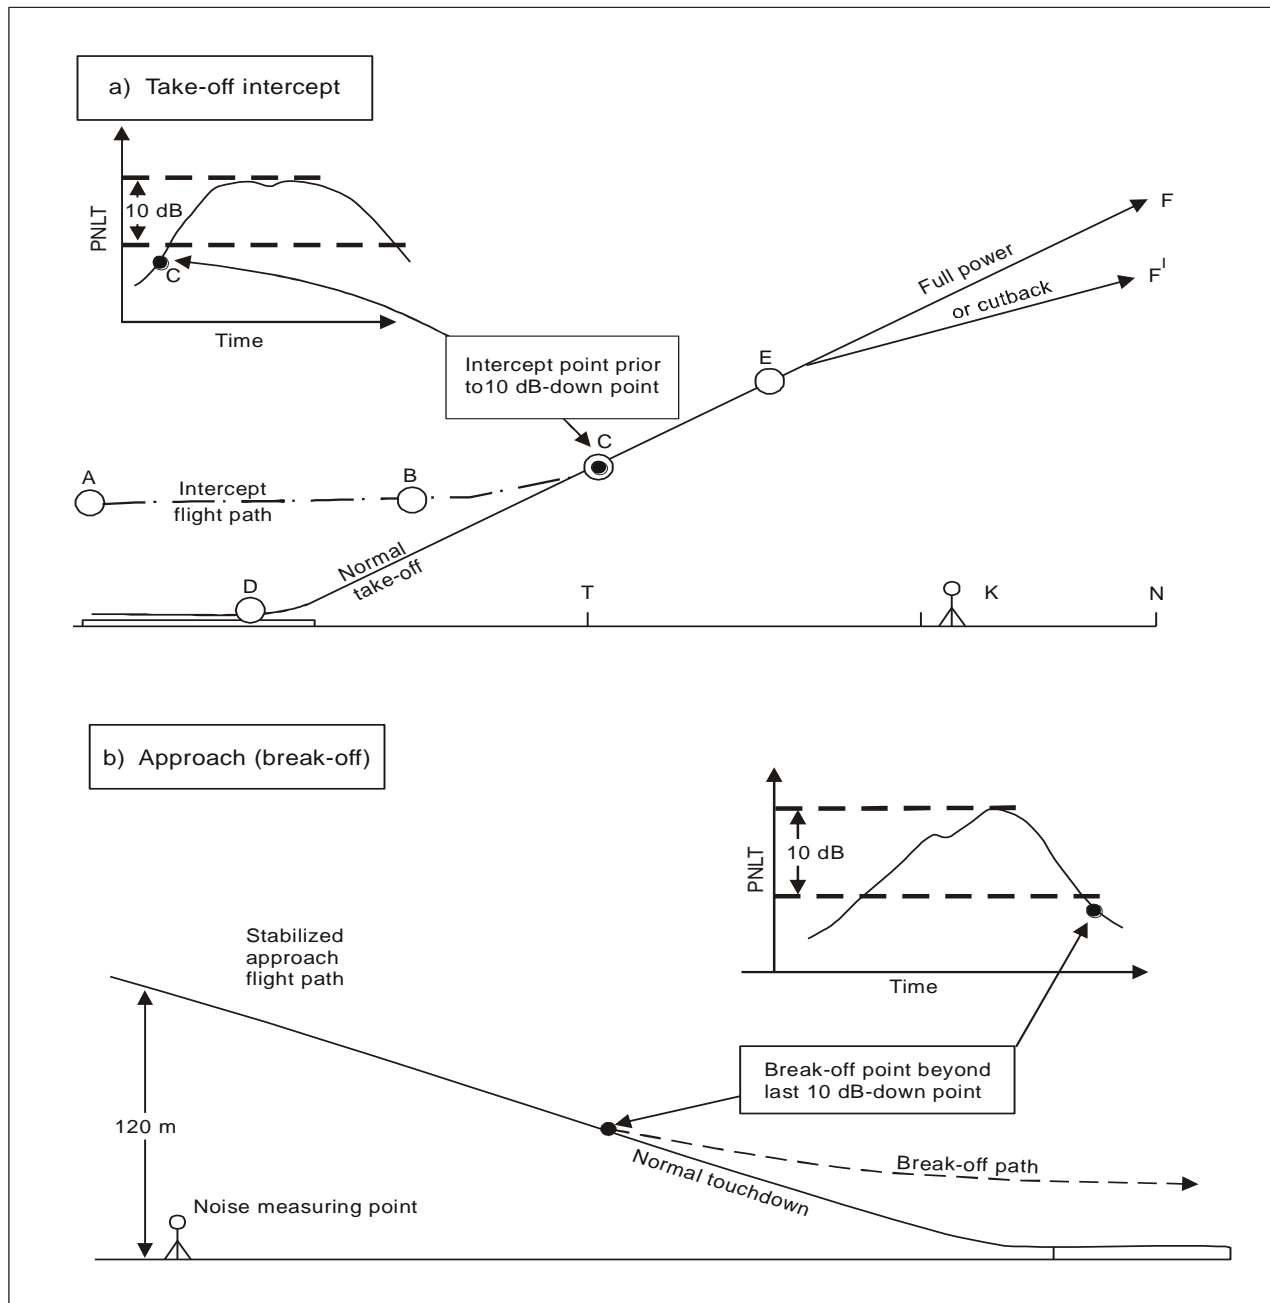 a) Take-off intercept
10 dB
PNLT
C
Time
F
Full power
F'
or cutback
E
Intercept point prior
to10 dB-down point
C
A
B
Intercept
flight path
Normal
take-off
D
T
K
N
b) Approach (break-off)
10 dB
PNLT
Time
Stabilized
approach
flight path
Break-off point beyond
last 10 dB-down point
120 m
Normal touchdown
Break-off path
Noise measuring point